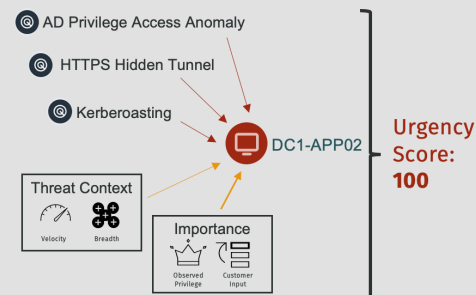 AD Privilege Access Anomaly
HTTPS Hidden Tunnel
Kerberoasting
DC1-APP02
Urgency
Score:
100
Threat Context
Velocity
Breadth
Importance
Observed
Privilege
Customer
Input